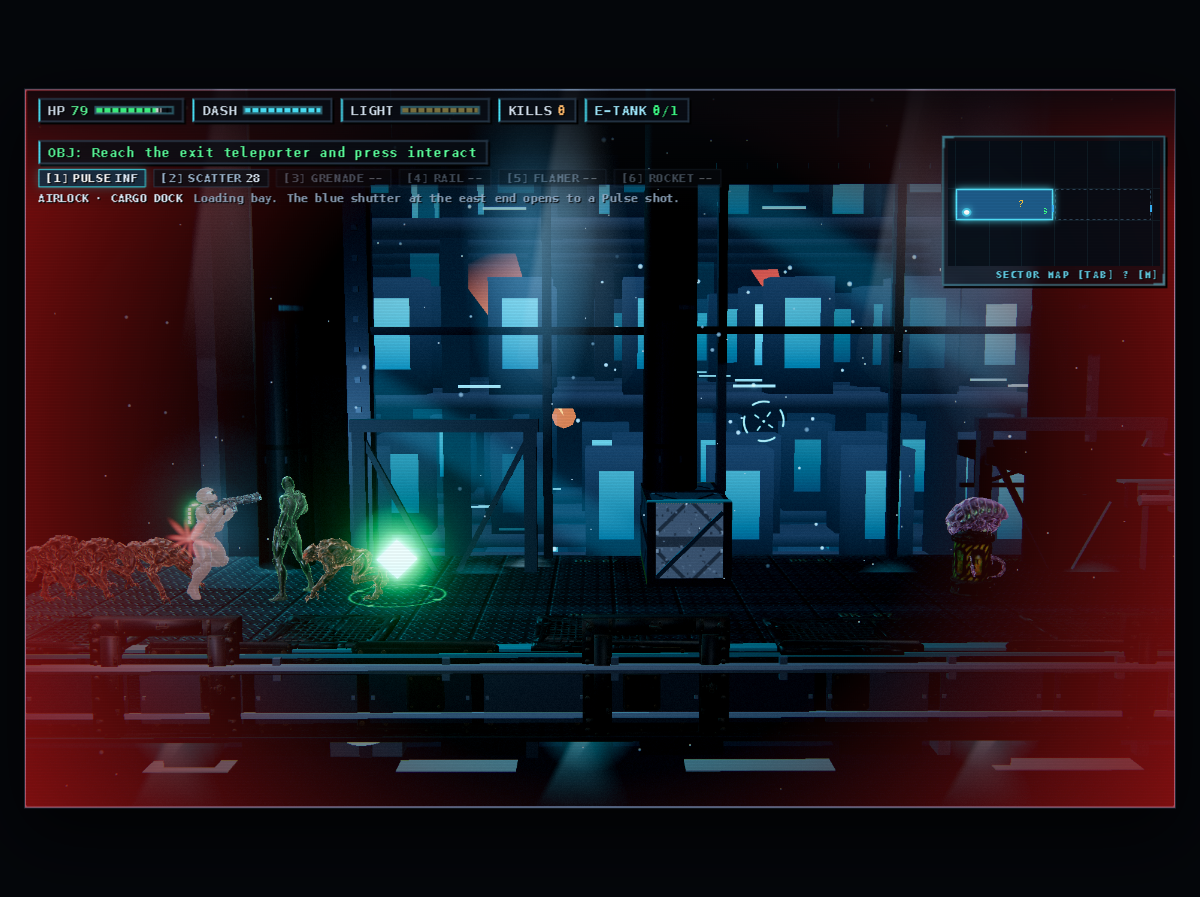 HP 79 DASH LIGHT KILLS 0 E-TANK 0/1
OBJ: Reach the exit teleporter and press interact
[1] PULSE INF [2] SCATTER 28 [3] GRENADE -- [4] RAIL -- [5] FLAMER -- [6] ROCKET --
AIRLOCK · CARGO DOCK Loading bay. The blue shutter at the east end opens to a Pulse shot.
? S
SECTOR MAP [TAB] ? [M]